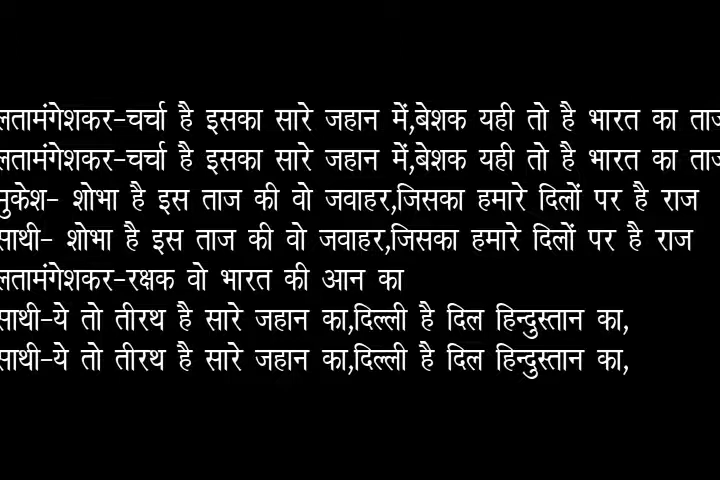 लतामंगेशकर-चर्चा है इसका सारे जहान में,बेशक यही तो है भारत का ताज
लतामंगेशकर-चर्चा है इसका सारे जहान में,बेशक यही तो है भारत का ताज
मुकेश- शोभा है इस ताज की वो जवाहर,जिसका हमारे दिलों पर है राज
साथी- शोभा है इस ताज की वो जवाहर,जिसका हमारे दिलों पर है राज
लतामंगेशकर-रक्षक वो भारत की आन का
साथी-ये तो तीरथ है सारे जहान का,दिल्ली है दिल हिन्दुस्तान का,
साथी-ये तो तीरथ है सारे जहान का,दिल्ली है दिल हिन्दुस्तान का,